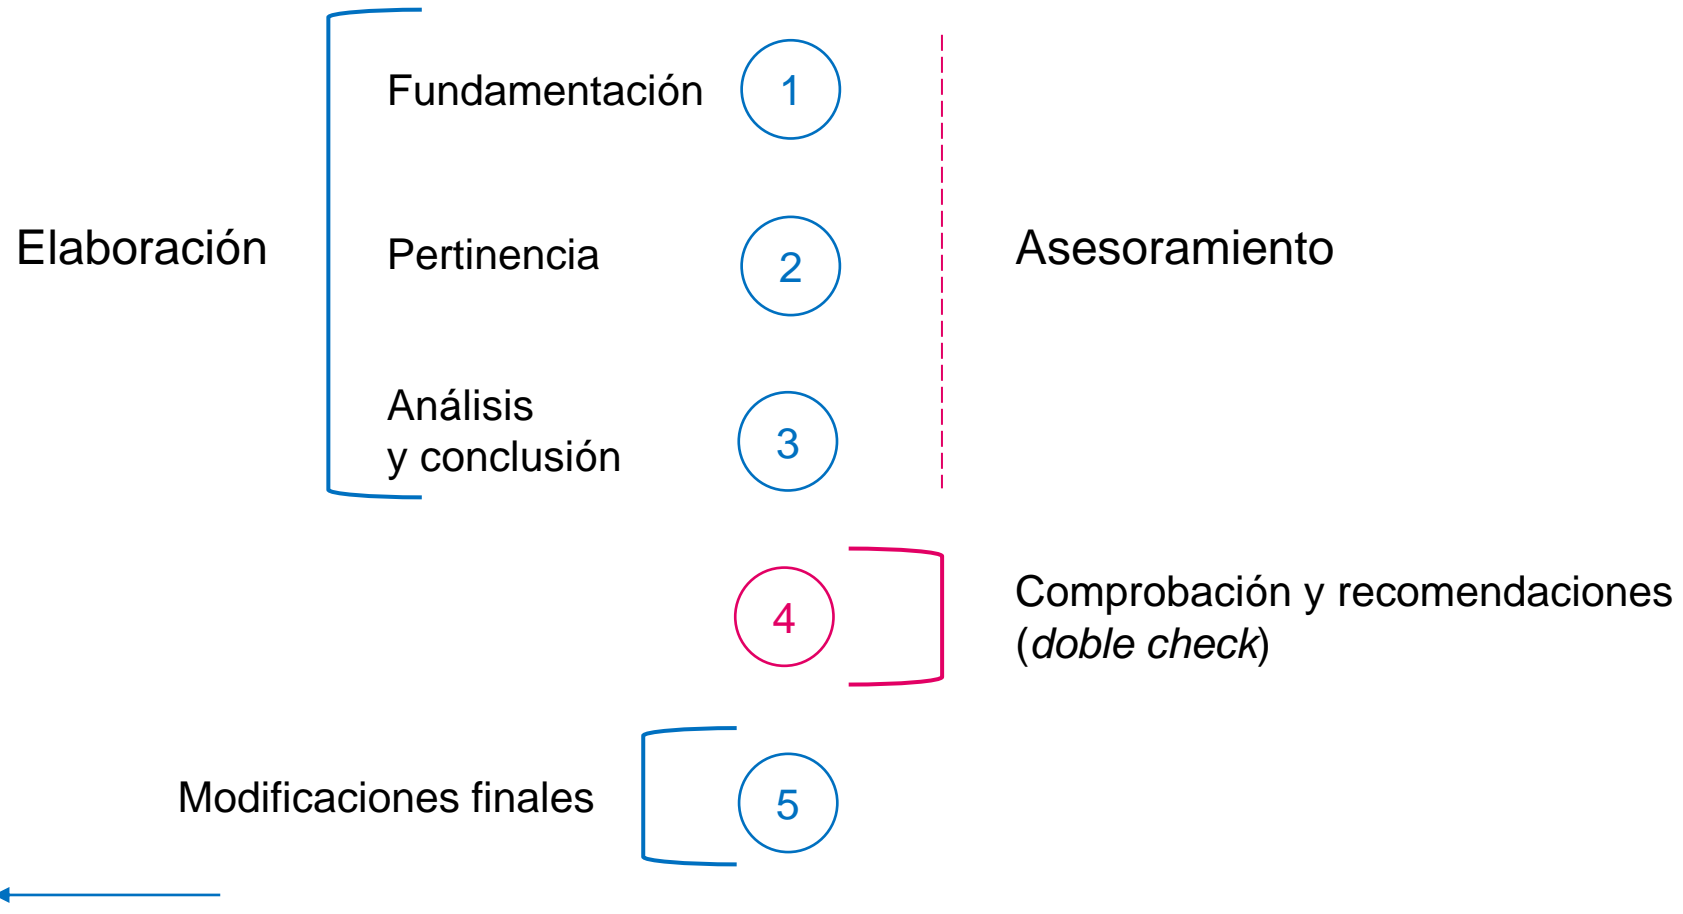 Fundamentación 1
Elaboración
Pertinencia 2
Asesoramiento
Análisis
y conclusión
3
4
Comprobación y recomendaciones
(doble check)
Modificaciones finales 5